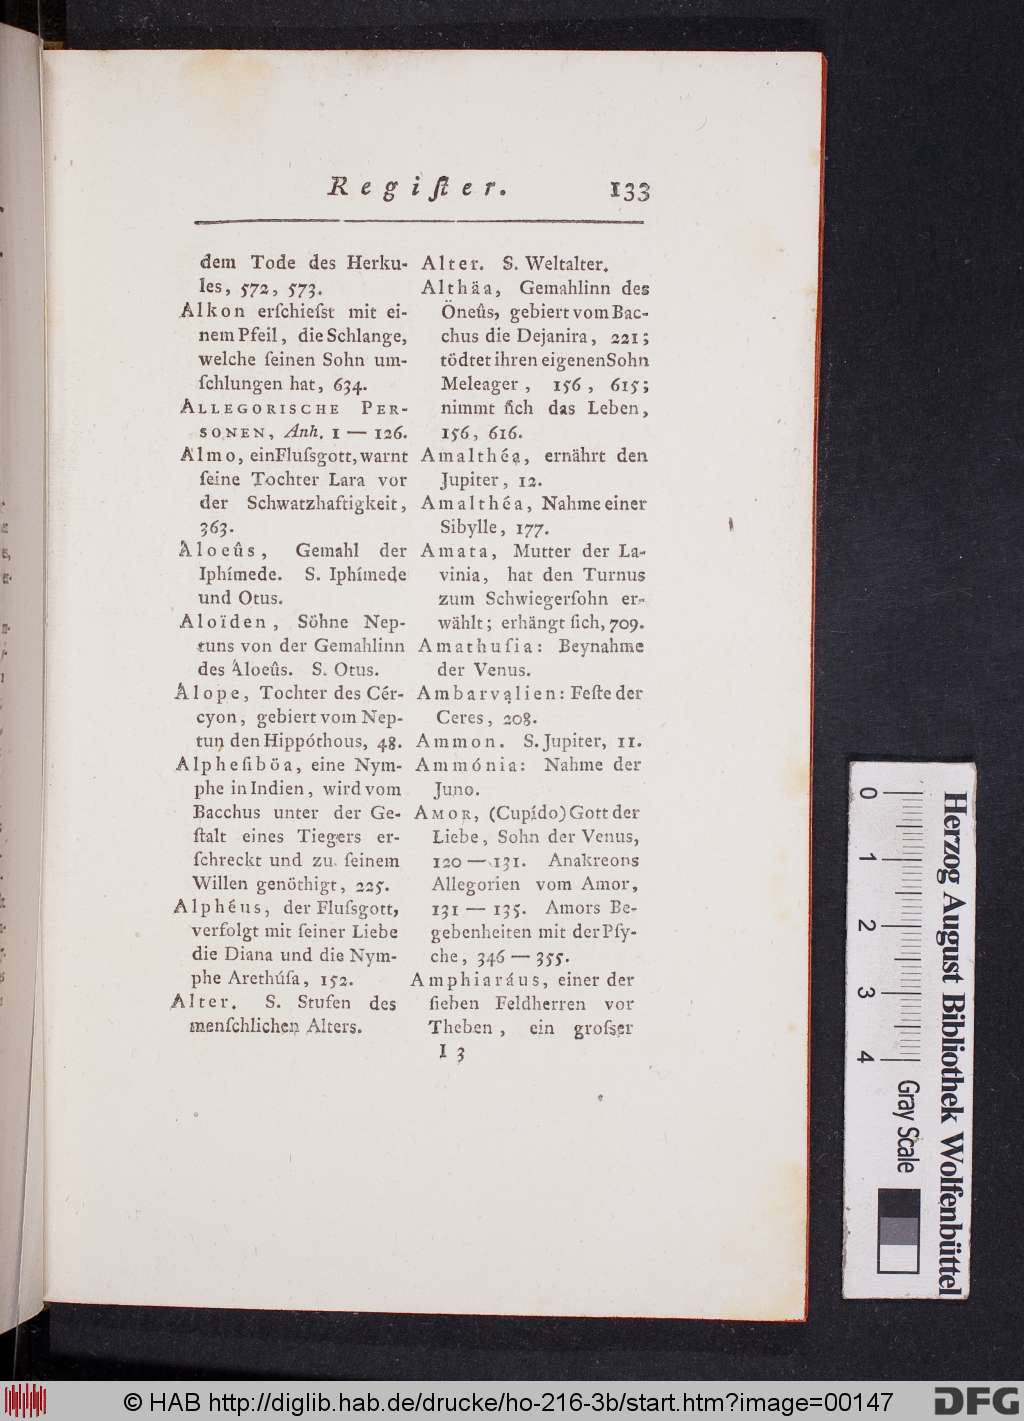 Regiſter. 133
dem Tode des Herku-
les, 572, 573.
Alkon erſchieſst mit ei-
nem Pfeil, die Schlange,
welche ſeinen Sohn um-
ſchlungen hat, 634.
ALLEGORISCHE PER-
SONEN, Anh. 1 — 126.
Almo, ein Fluſsgott, warnt
ſeine Tochter Lara vor
der Schwatzhaftigkeit,
363.
Aloeûs, Gemahl der
Iphímede. S. Iphímede
und Otus.
Aloïden, Söhne Nep-
tuns von der Gemahlinn
des Aloeûs. S. Otus.
Alope, Tochter des Cér-
cyon, gebiert vom Nep-
tun den Hippóthous, 48.
Alpheſiböa, eine Nym-
phe in Indien, wird vom
Bacchus unter der Ge-
ſtalt eines Tiegers er-
ſchreckt und zu ſeinem
Willen genöthigt, 225.
Alphéus, der Fluſsgott,
verfolgt mit ſeiner Liebe
die Diana und die Nym-
phe Arethúſa, 152.
Alter. S. Stufen des
menſchlichen Alters.
Alter. S. Weltalter.
Althäa, Gemahlinn des
Öneûs, gebiert vom Bac-
chus die Dejanira, 221;
tödtet ihren eigenen Sohn
Meleager, 156, 615;
nimmt ſich das Leben,
156, 616.
Amalthéa, ernährt den
Jupiter, 12.
Amalthéa, Nahme einer
Sibylle, 177.
Amata, Mutter der La-
vinia, hat den Turnus
zum Schwiegerſohn er-
wählt; erhängt ſich, 709.
Amathuſia: Beynahme
der Venus.
Ambarvalien: Feſte der
Ceres, 208.
Ammon. S. Jupiter, 11.
Ammónia: Nahme der
Juno.
AMOR, (Cupído) Gott der
Liebe, Sohn der Venus,
120 — 131. Anakreons
Allegorien vom Amor,
131 — 135. Amors Be-
gebenheiten mit der Pſy-
che, 346 — 355.
Amphiaráus, einer der
ſieben Feldherren vor
Theben, ein groſser
I 3
0 1 2 3 4 Gray Scale
Herzog August Bibliothek Wolfenbüttel
© HAB http://diglib.hab.de/drucke/ho-216-3b/start.htm?image=00147
DFG